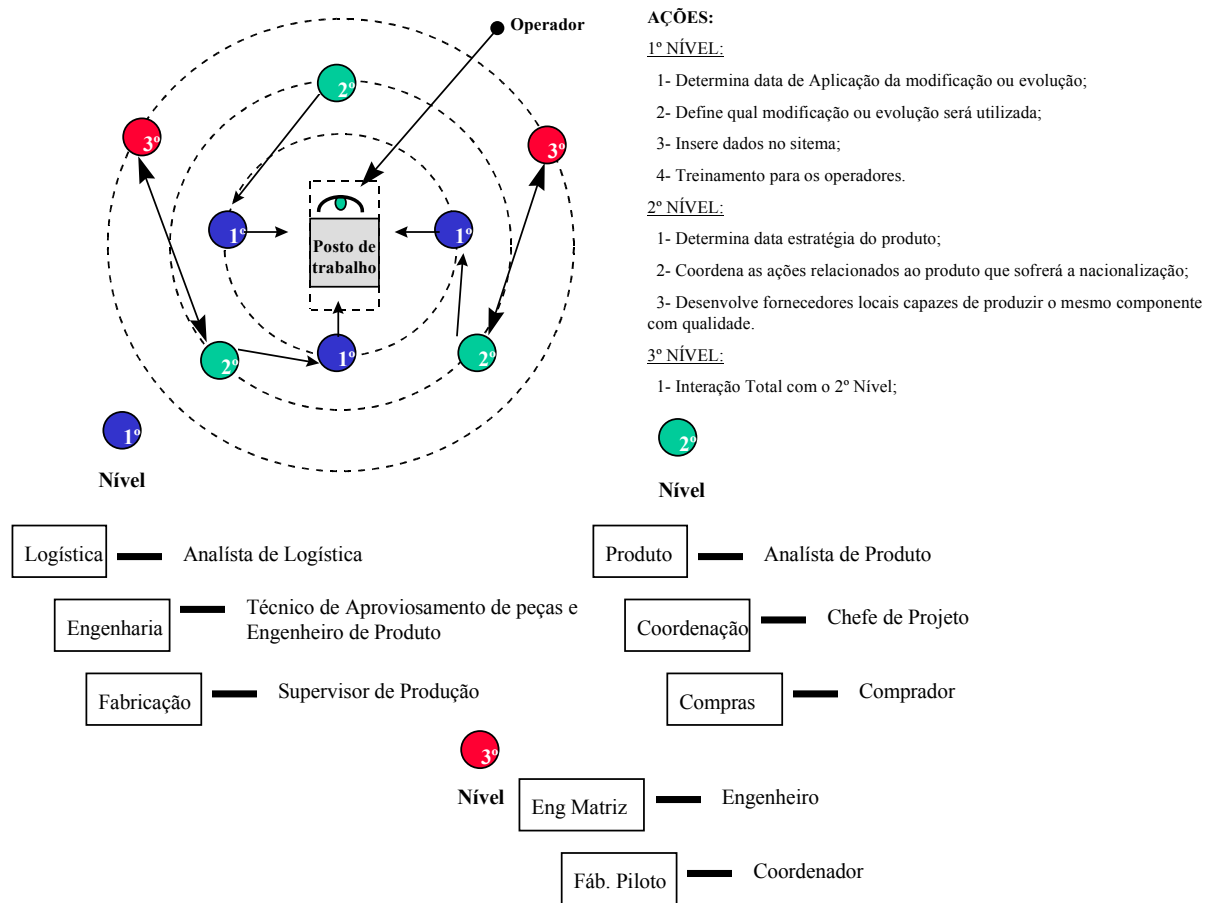 Operador
3º
2º
3º
1º
1º
Posto de
trabalho
2º
1º
2º
AÇÕES:
1º NÍVEL:
1- Determina data de Aplicação da modificação ou evolução;
2- Define qual modificação ou evolução será utilizada;
3- Insere dados no sitema;
4- Treinamento para os operadores.
2º NÍVEL:
1- Determina data estratégia do produto;
2- Coordena as ações relacionados ao produto que sofrerá a nacionalização;
3- Desenvolve fornecedores locais capazes de produzir o mesmo componente
com qualidade.
3º NÍVEL:
1- Interação Total com o 2º Nível;
1º
Nível
Logística
Analísta de Logística
Engenharia
Técnico de Aproviosamento de peças e
Engenheiro de Produto
Fabricação
Supervisor de Produção
2º
Nível
Produto
Analísta de Produto
Coordenação
Chefe de Projeto
Compras
Comprador
3º
Nível
Eng Matriz
Engenheiro
Fáb. Piloto
Coordenador